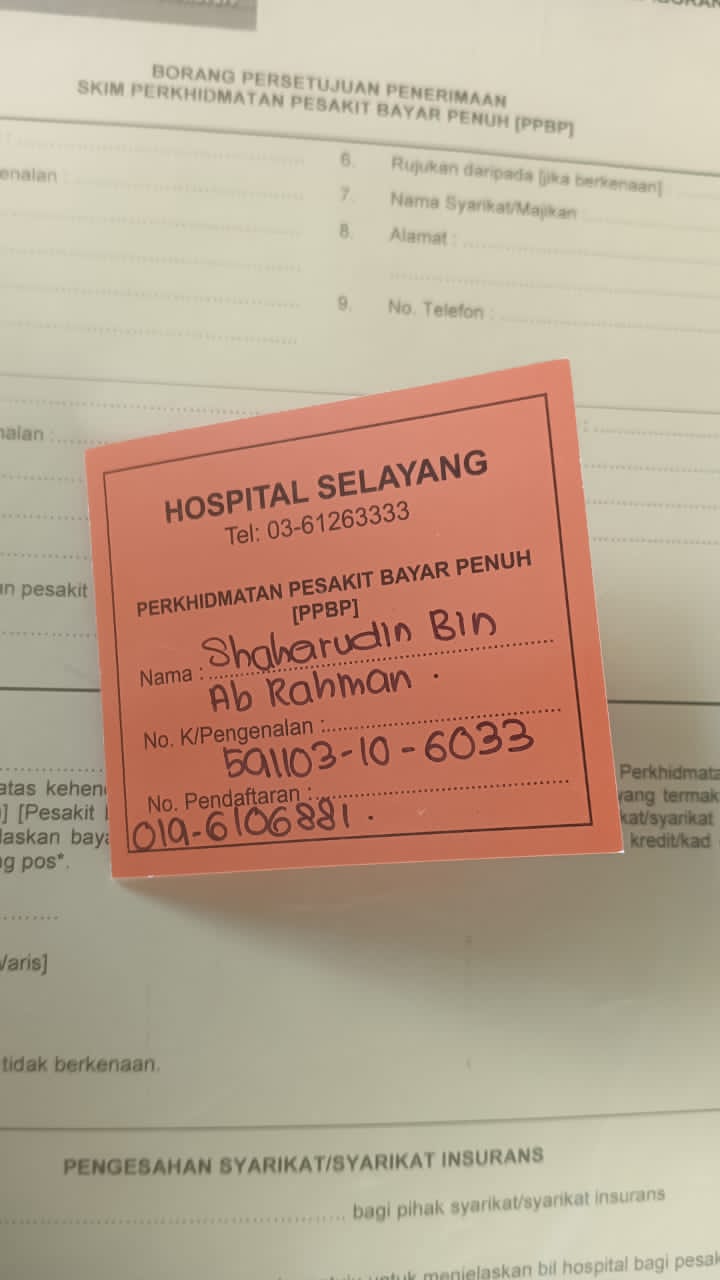 BORANG PERSETUJUAN PENERIMAAN
SKIM PERKHIDMATAN PESAKIT BAYAR PENUH [PPBP]
6. Rujukan daripada [jika berkenaan]
enalan :
7. Nama Syarikat/Majikan :
8. Alamat :
9. No. Telefon :
nalan :
HOSPITAL SELAYANG
Tel: 03-61263333
PERKHIDMATAN PESAKIT BAYAR PENUH
[PPBP]
Nama : Shaharudin Bin
Ab Rahman .
No. K/Pengenalan :
591103-10-6033
No. Pendaftaran :
019-6106881 .
an pesakit
atas kehen
] [Pesakit
laskan baya
ng pos*.
Perkhidmata
yang termak
kat/syarikat
kredit/kad
Waris]
tidak berkenaan.
PENGESAHAN SYARIKAT/SYARIKAT INSURANS
bagi pihak syarikat/syarikat insurans
untuk menjelaskan bil hospital bagi pesak